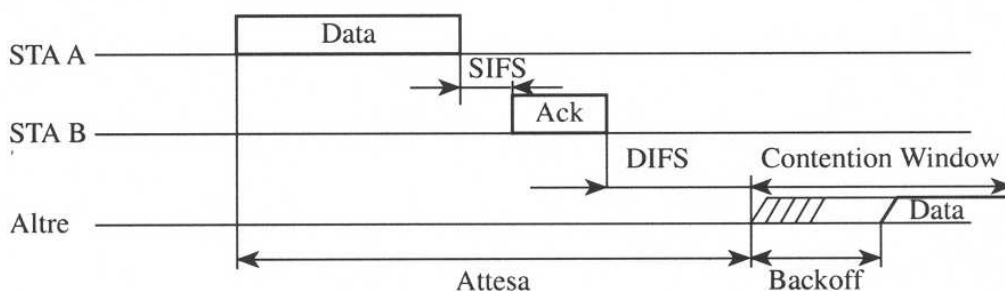 Data
STA A
SIFS
Ack
STA B
DIFS
Contention Window
Data
Altre
Attesa
Backoff